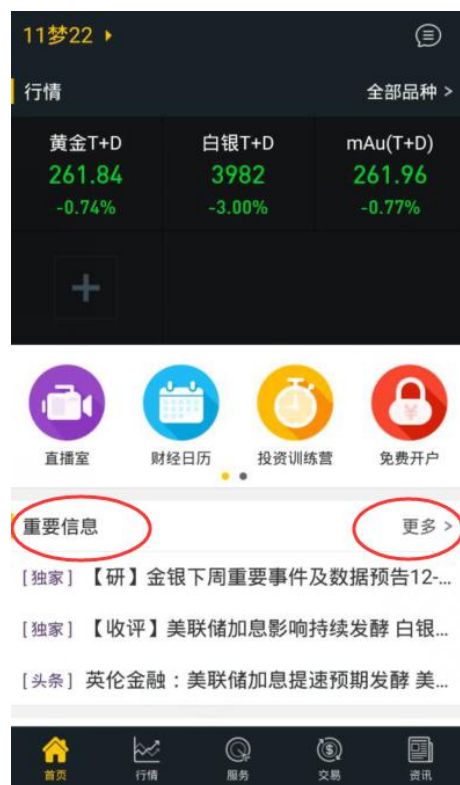 11梦22
行情 全部品种 >
黄金T+D 白银T+D mAu(T+D)
261.84 3982 261.96
-0.74% -3.00% -0.77%
直播室 财经日历 投资训练营 免费开户
重要信息 更多 >
[独家] 【研】金银下周重要事件及数据预告12-...
[独家] 【收评】美联储加息影响持续发酵 白银...
[头条] 英伦金融：美联储加息提速预期发酵 美...
首页 行情 服务 交易 资讯